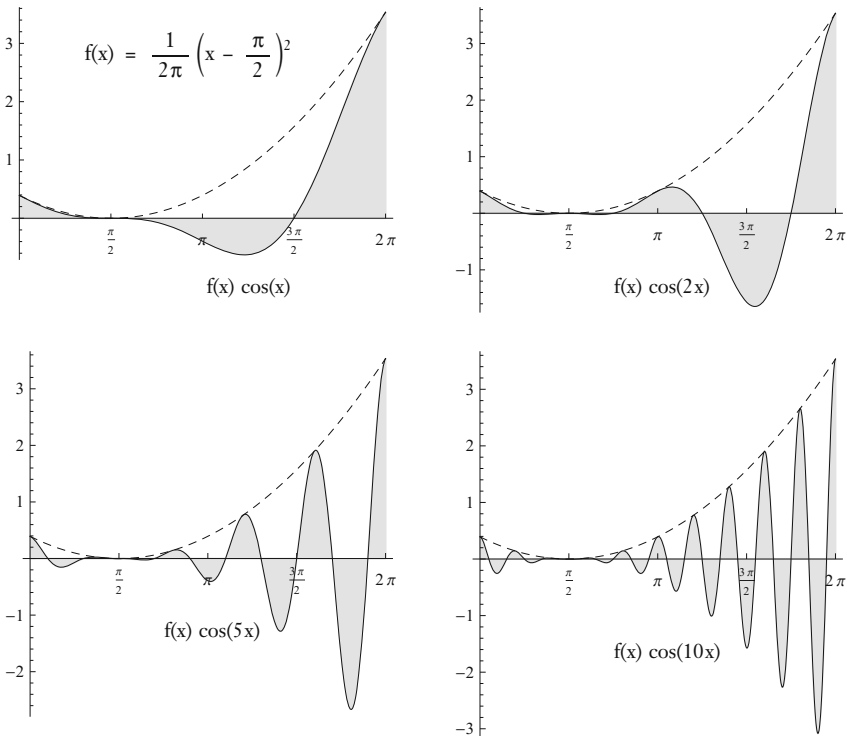 f(x) = 1/2π (x − π/2)²
3
2
1
π/2
π
3π/2
2π
f(x) cos(x)
3
2
1
−1
π/2
π
3π/2
2π
f(x) cos(2x)
3
2
1
−1
−2
π/2
π
3π/2
2π
f(x) cos(5x)
3
2
1
−1
−2
−3
π/2
π
3π/2
2π
f(x) cos(10x)